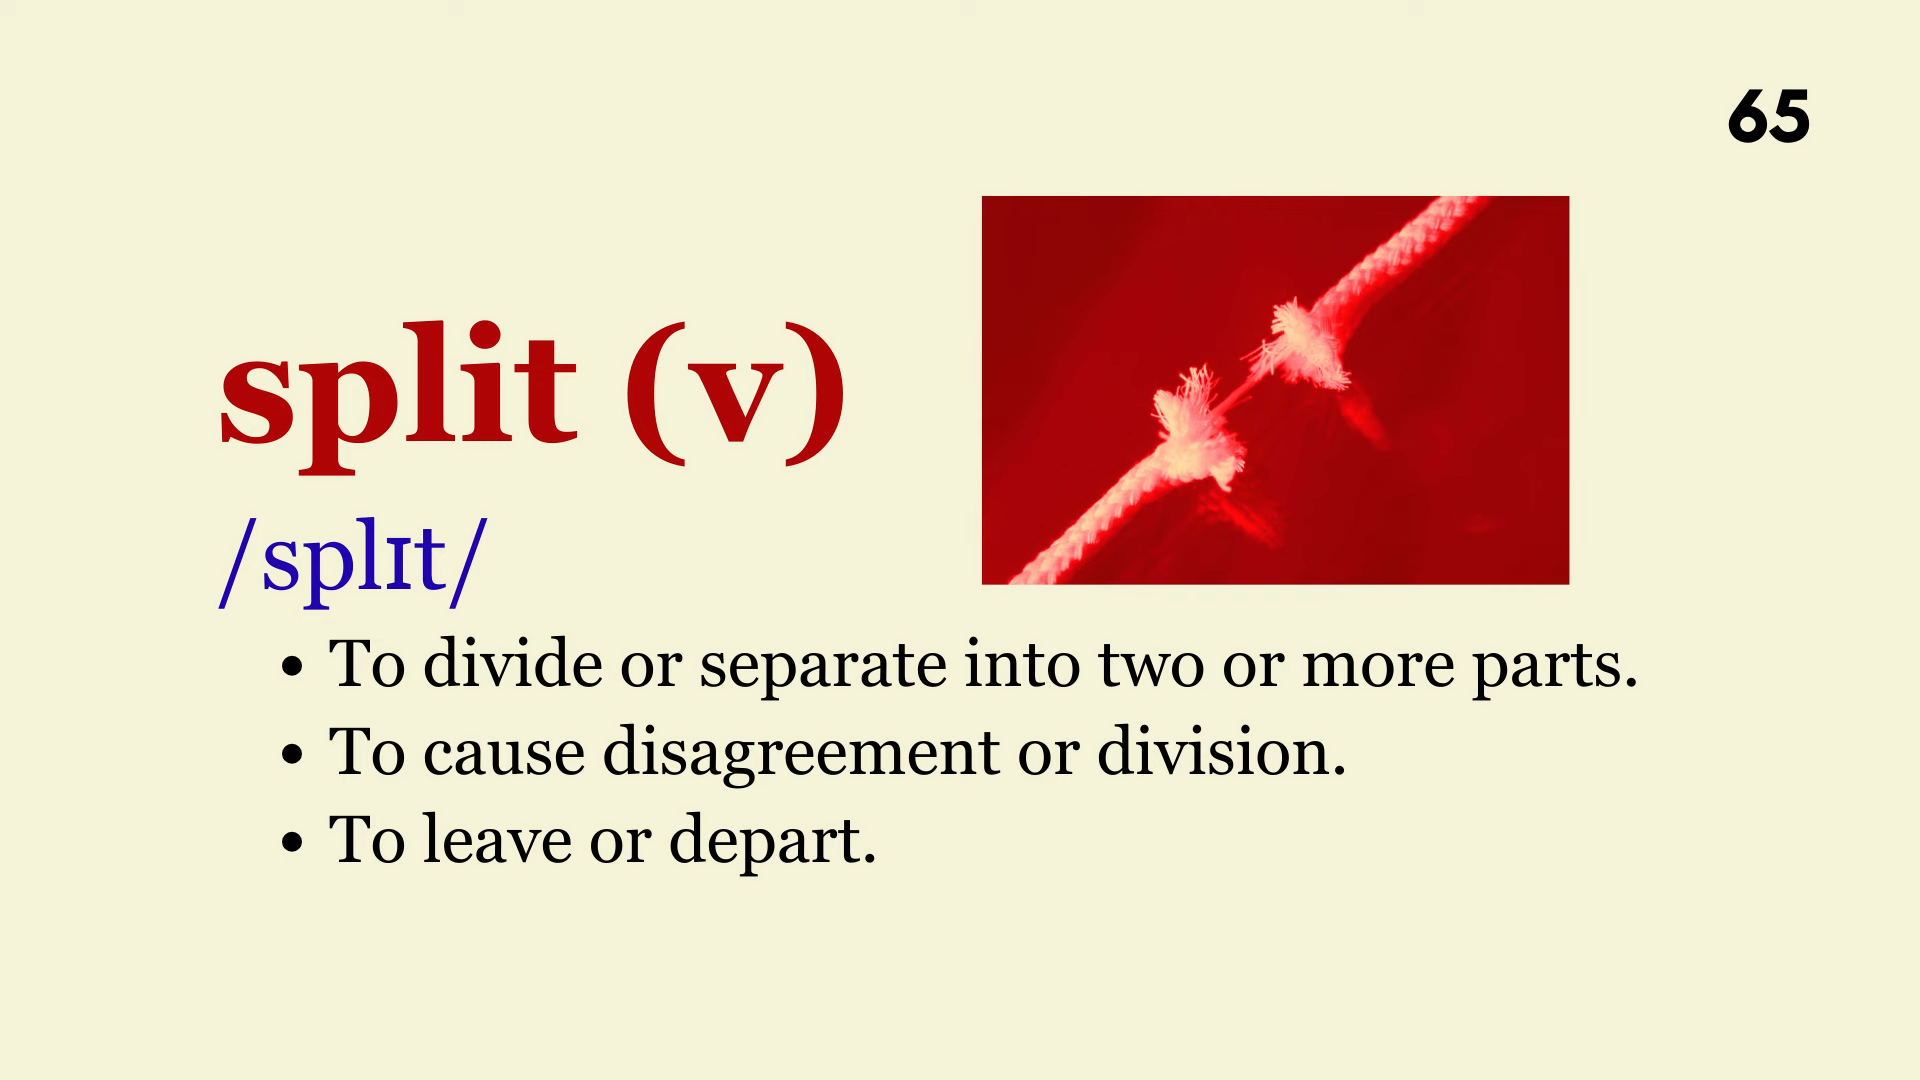 65
split (v)
/splɪt/
• To divide or separate into two or more parts.
• To cause disagreement or division.
• To leave or depart.